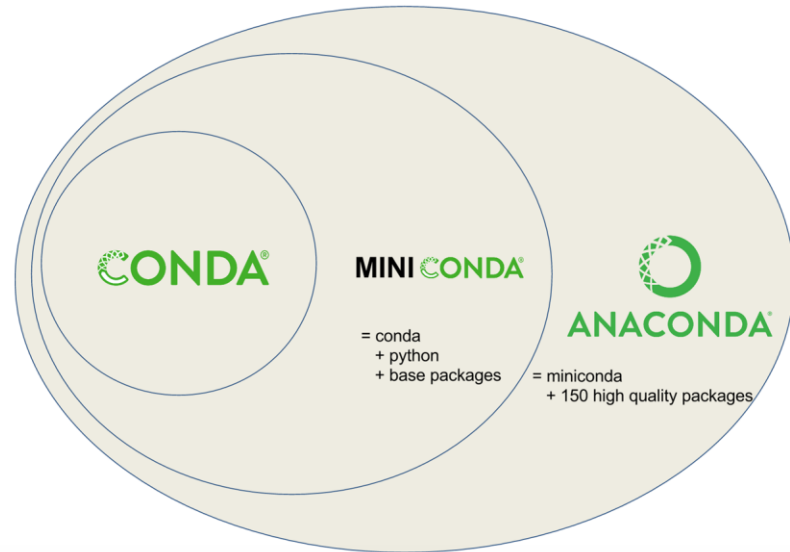 CONDA®
MINI CONDA®
= conda
+ python
+ base packages
ANACONDA®
= miniconda
+ 150 high quality packages